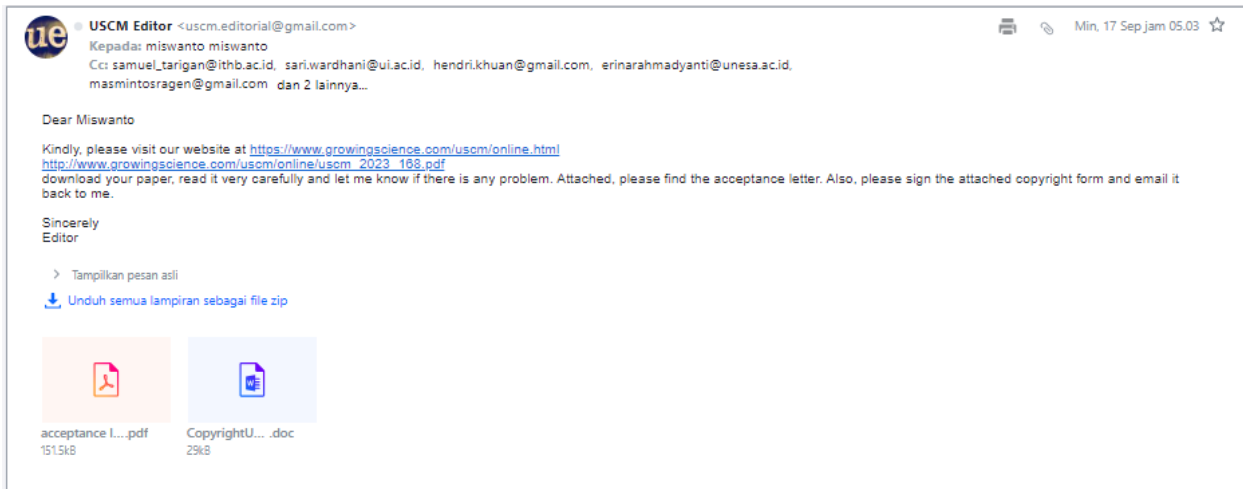 ue
USCM Editor <uscm.editorial@gmail.com>
Min, 17 Sep jam 05.03
Kepada: miswanto miswanto
Cc: samuel_tarigan@ithb.ac.id, sari.wardhani@ui.ac.id, hendri.khuan@gmail.com, erinarahmadyanti@unesa.ac.id,
masmintosragen@gmail.com dan 2 lainnya...
Dear Miswanto
Kindly, please visit our website at https://www.growingscience.com/uscm/online.html
http://www.growingscience.com/uscm/online/uscm_2023_168.pdf
download your paper, read it very carefully and let me know if there is any problem. Attached, please find the acceptance letter. Also, please sign the attached copyright form and email it
back to me.
Sincerely
Editor
Tampilkan pesan asli
Unduh semua lampiran sebagai file zip
acceptance l....pdf
151.5kB
CopyrightU... .doc
29kB